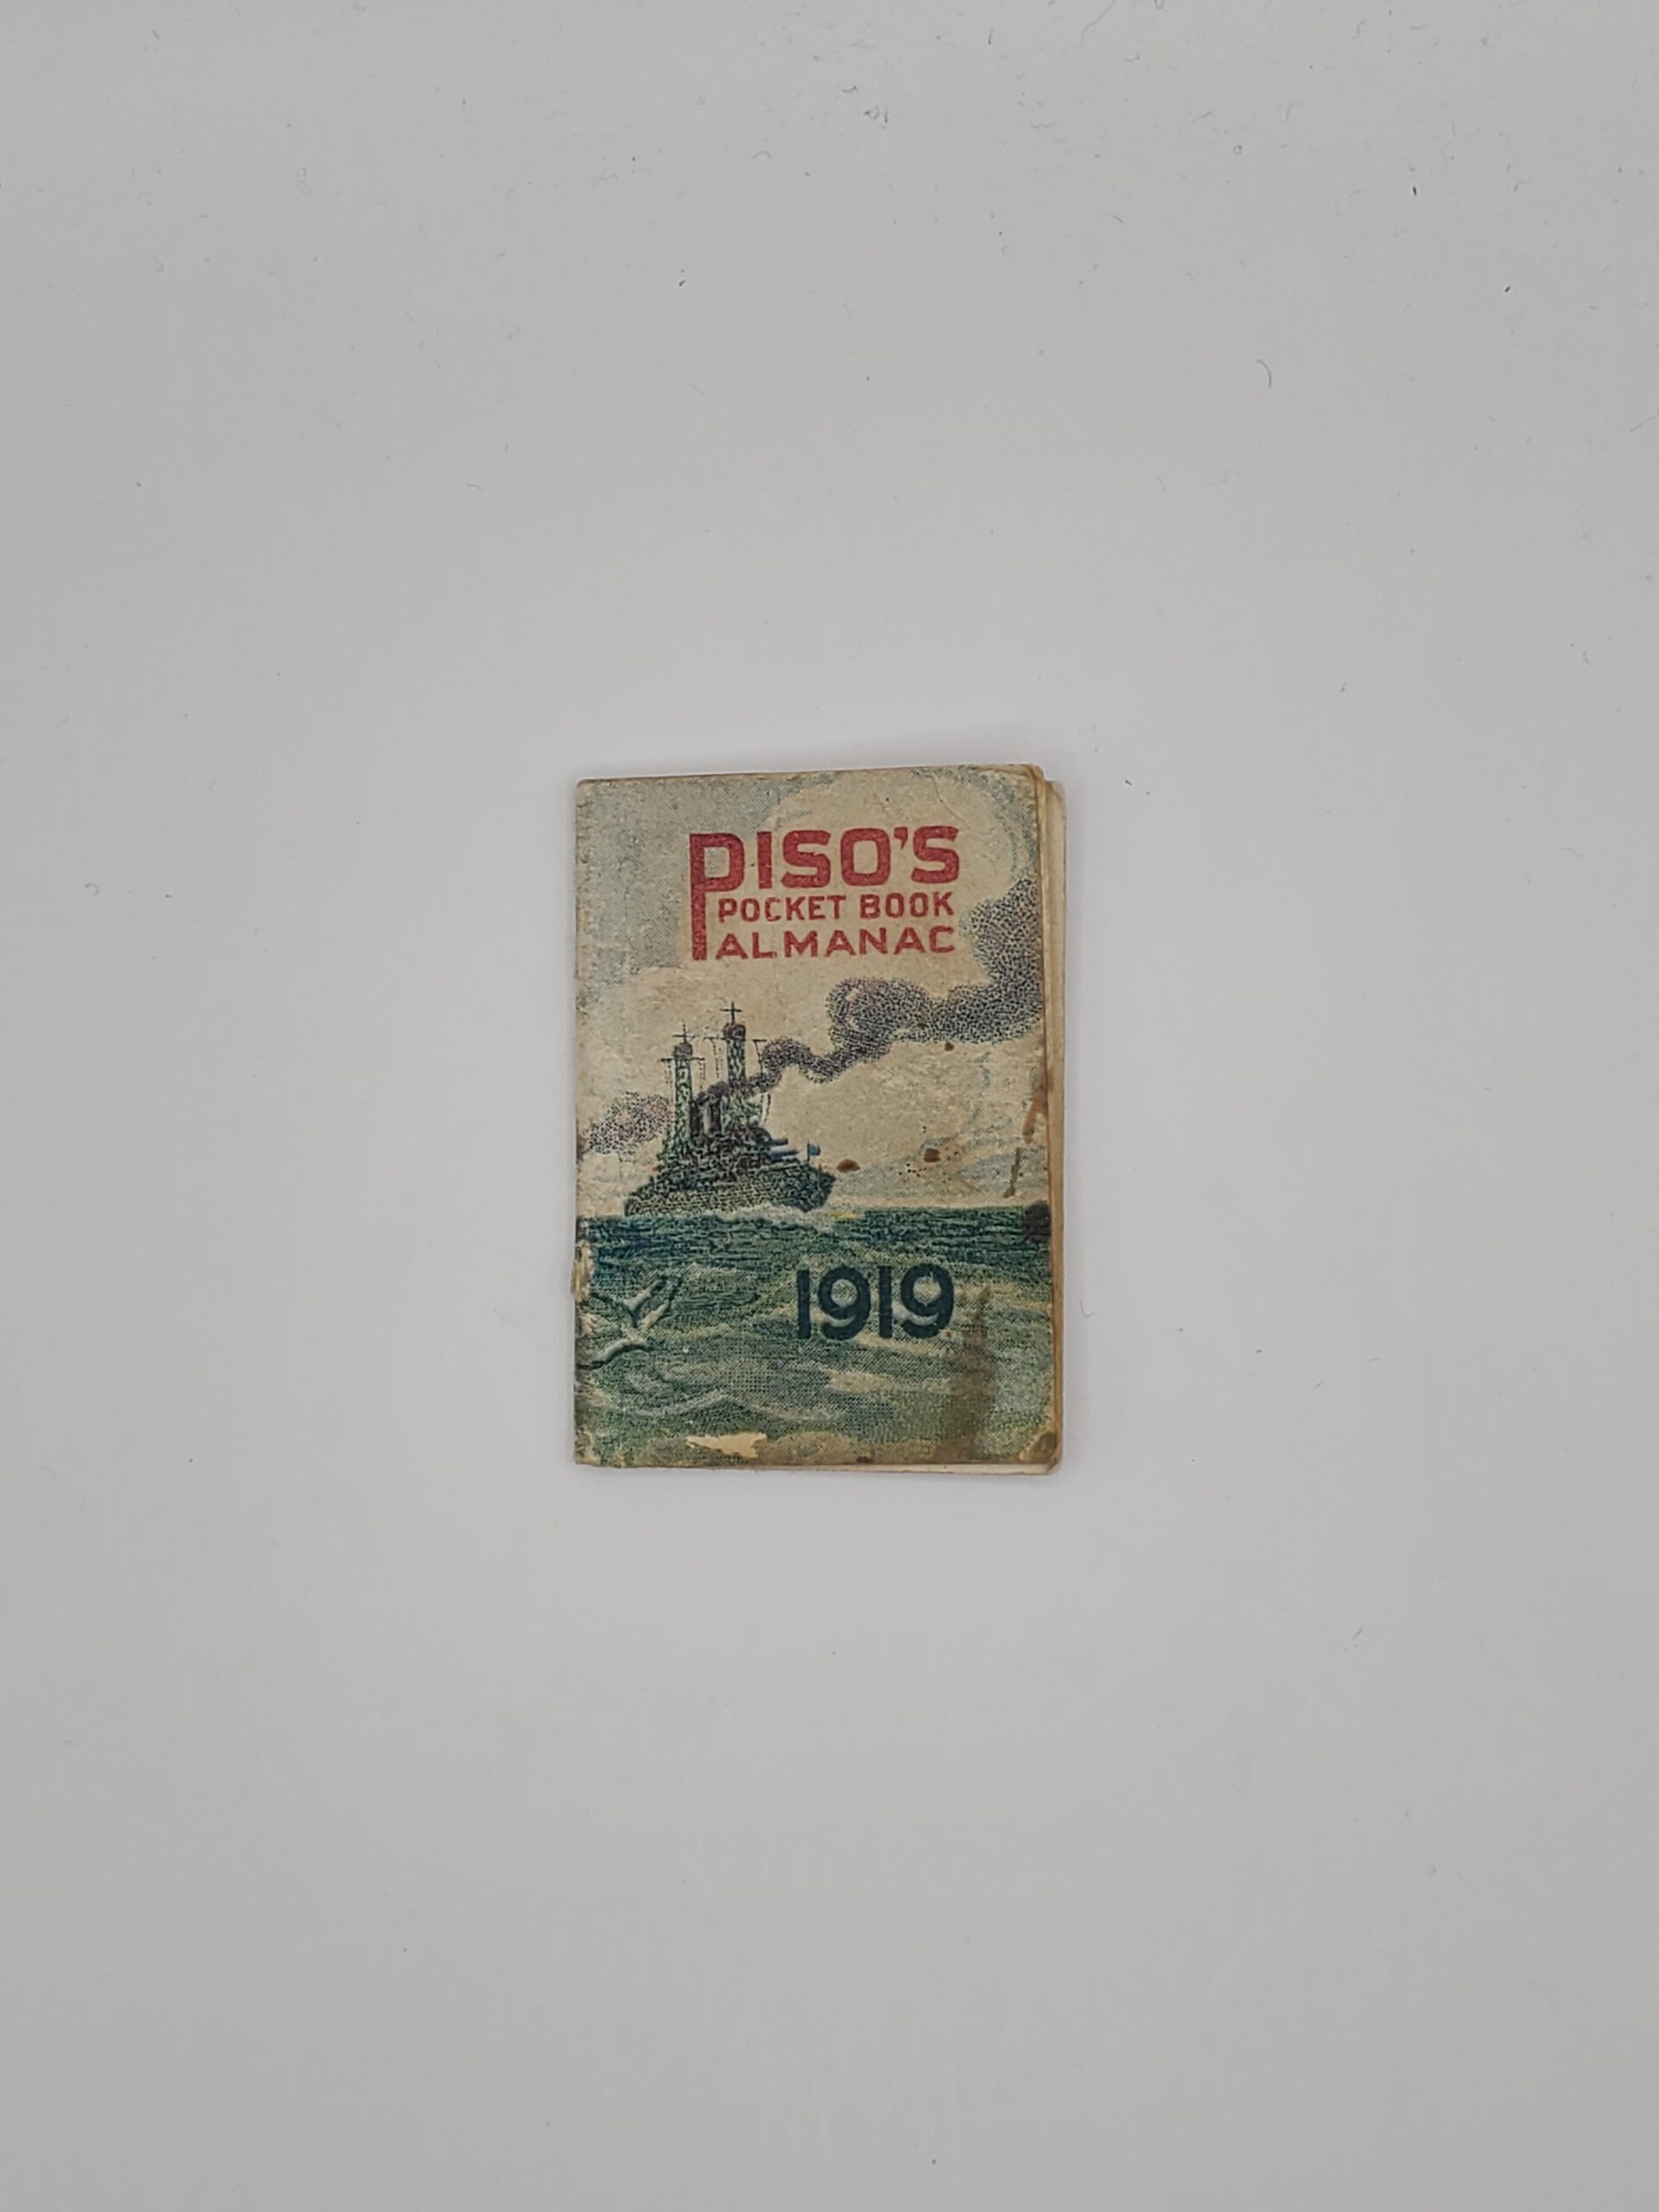 PISO'S
POCKET BOOK
ALMANAC
1919